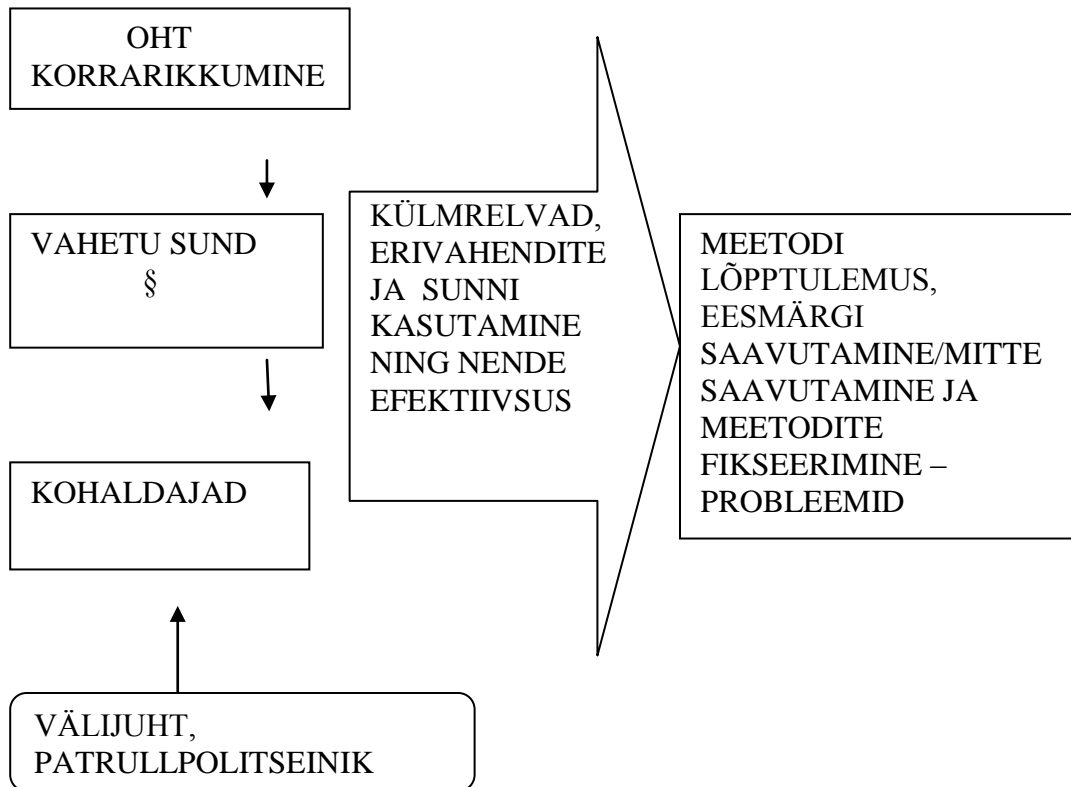 OHT
KORRARIKKUMINE
VAHETU SUND
§
KOHALDAJAD
VÄLIJUHT,
PATRULLPOLITSEINIK
KÜLMRELVAD,
ERIVAHENDITE
JA SUNNI
KASUTAMINE
NING NENDE
EFEKTIIVSUS
MEETODI
LÕPPTULEMUS,
EESMÄRGI
SAAVUTAMINE/MITTE
SAAVUTAMINE JA
MEETODITE
FIKSEERIMINE –
PROBLEEMID